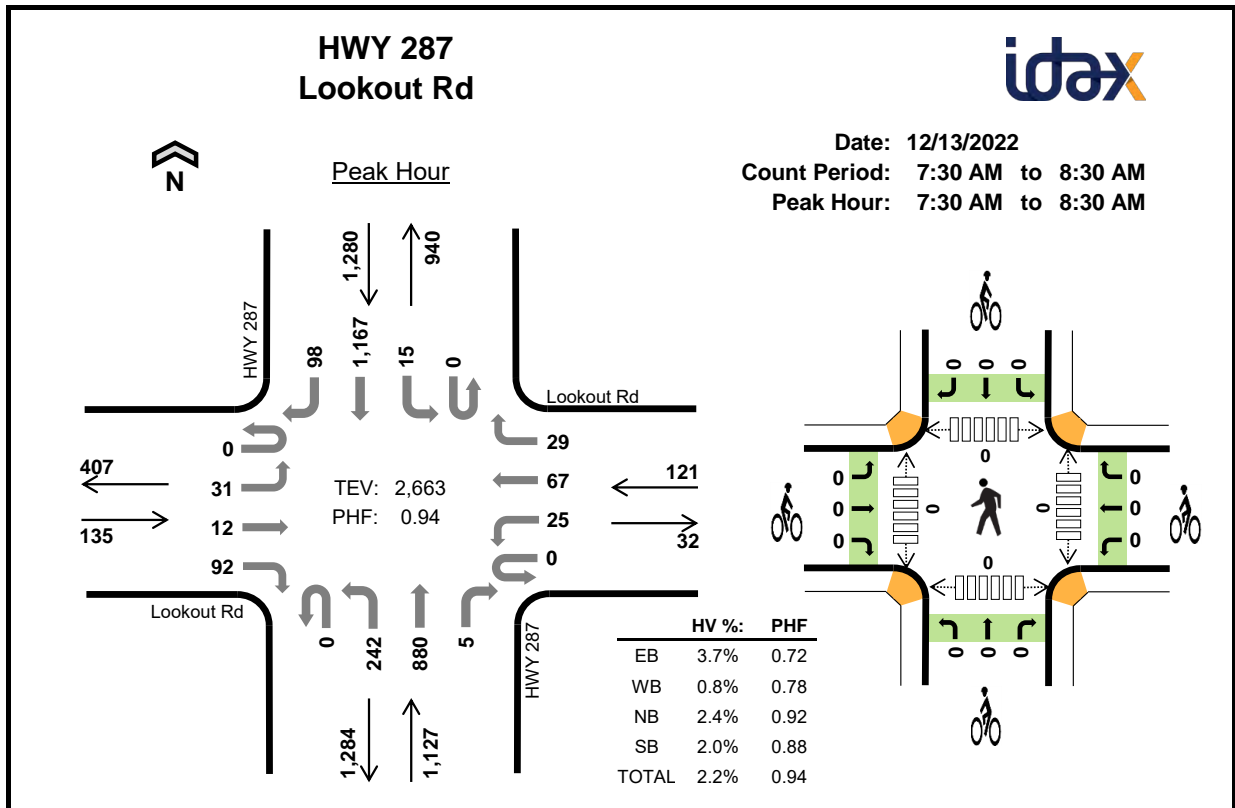 HWY 287
Lookout Rd
idax
Date: 12/13/2022
Count Period: 7:30 AM to 8:30 AM
Peak Hour: 7:30 AM to 8:30 AM
N
Peak Hour
1,280
940
HWY 287
98
1,167
15
0
Lookout Rd
0
31
12
92
407
135
TEV: 2,663
PHF: 0.94
29
67
25
0
121
32
Lookout Rd
0
242
880
5
HWY 287
1,284
1,127
HV %: PHF
EB 3.7% 0.72
WB 0.8% 0.78
NB 2.4% 0.92
SB 2.0% 0.88
TOTAL 2.2% 0.94
0 0 0
0
0
0
0
0
0
0
0
0
0
0
0 0 0